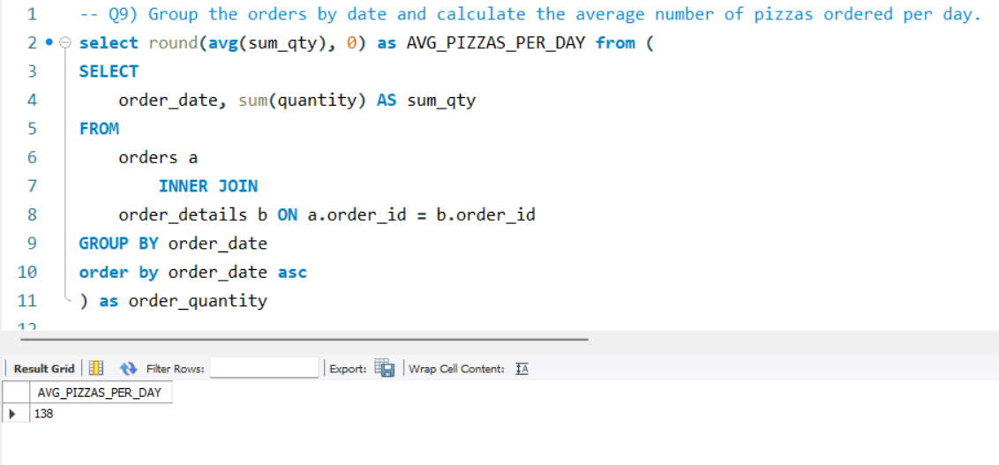 1 -- Q9) Group the orders by date and calculate the average number of pizzas ordered per day.
2 select round(avg(sum_qty), 0) as AVG_PIZZAS_PER_DAY from (
3 SELECT
4 order_date, sum(quantity) AS sum_qty
5 FROM
6 orders a
7 INNER JOIN
8 order_details b ON a.order_id = b.order_id
9 GROUP BY order_date
10 order by order_date asc
11 ) as order_quantity
12
Result Grid Filter Rows: Export: Wrap Cell Content: IA
AVG_PIZZAS_PER_DAY
138